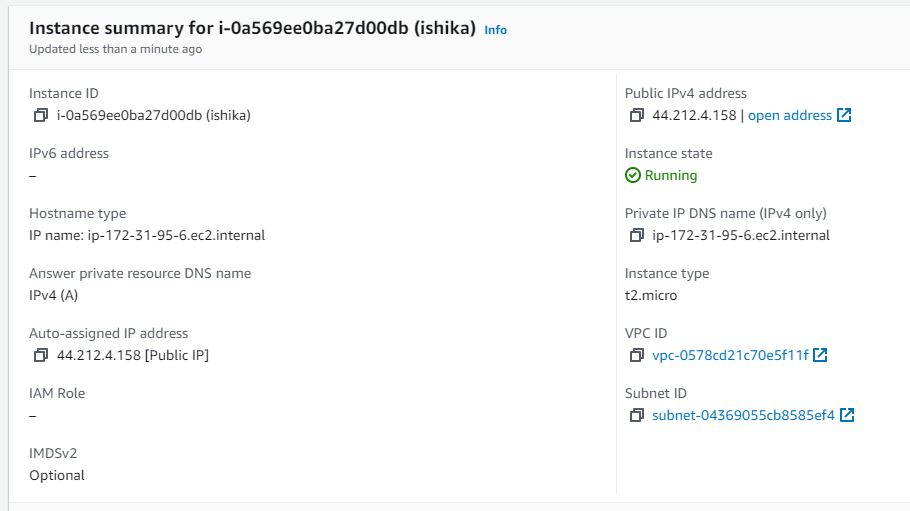 Instance summary for i-0a569ee0ba27d00db (ishika) Info
Updated less than a minute ago
Instance ID
i-0a569ee0ba27d00db (ishika)
IPv6 address
–
Hostname type
IP name: ip-172-31-95-6.ec2.internal
Answer private resource DNS name
IPv4 (A)
Auto-assigned IP address
44.212.4.158 [Public IP]
IAM Role
–
IMDSv2
Optional
Public IPv4 address
44.212.4.158 | open address
Instance state
Running
Private IP DNS name (IPv4 only)
ip-172-31-95-6.ec2.internal
Instance type
t2.micro
VPC ID
vpc-0578cd21c70e5f11f
Subnet ID
subnet-04369055cb8585ef4